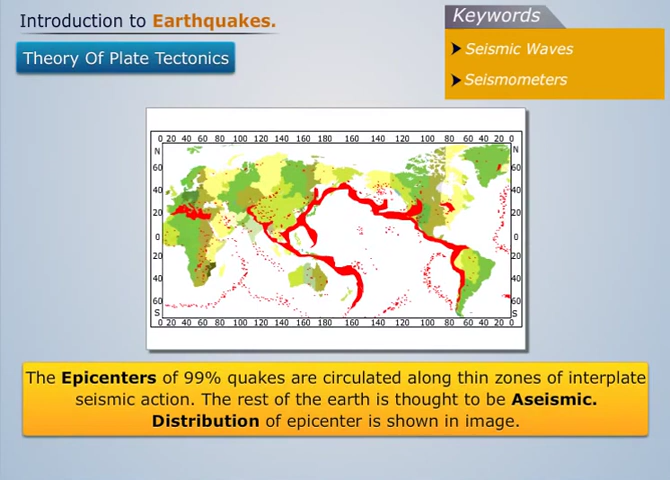 Introduction to Earthquakes.
Keywords
Theory Of Plate Tectonics
Seismic Waves
Seismometers
0 20 40 60 80 100 120 140 160 180 160 140 120 100 80 60 40 20 0
N N
60 60
40 40
20 20
0 0
20 20
40 40
60 60
S S
0 20 40 60 80 100 120 140 160 180 160 140 120 100 80 60 40 20 0
The Epicenters of 99% quakes are circulated along thin zones of interplate
seismic action. The rest of the earth is thought to be Aseismic.
Distribution of epicenter is shown in image.